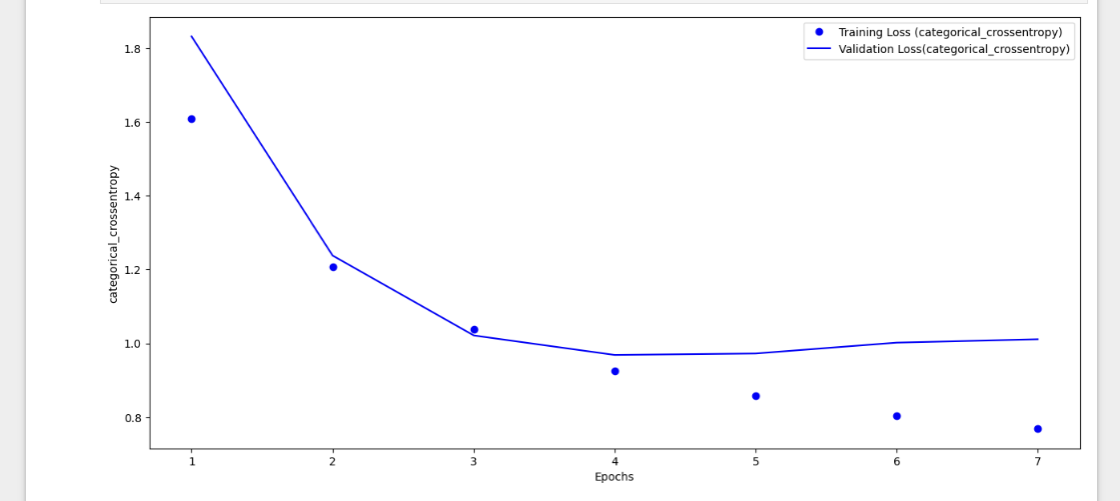 Training Loss (categorical_crossentropy)
Validation Loss(categorical_crossentropy)
categorical_crossentropy
1.8
1.6
1.4
1.2
1.0
0.8
1 2 3 4 5 6 7
Epochs